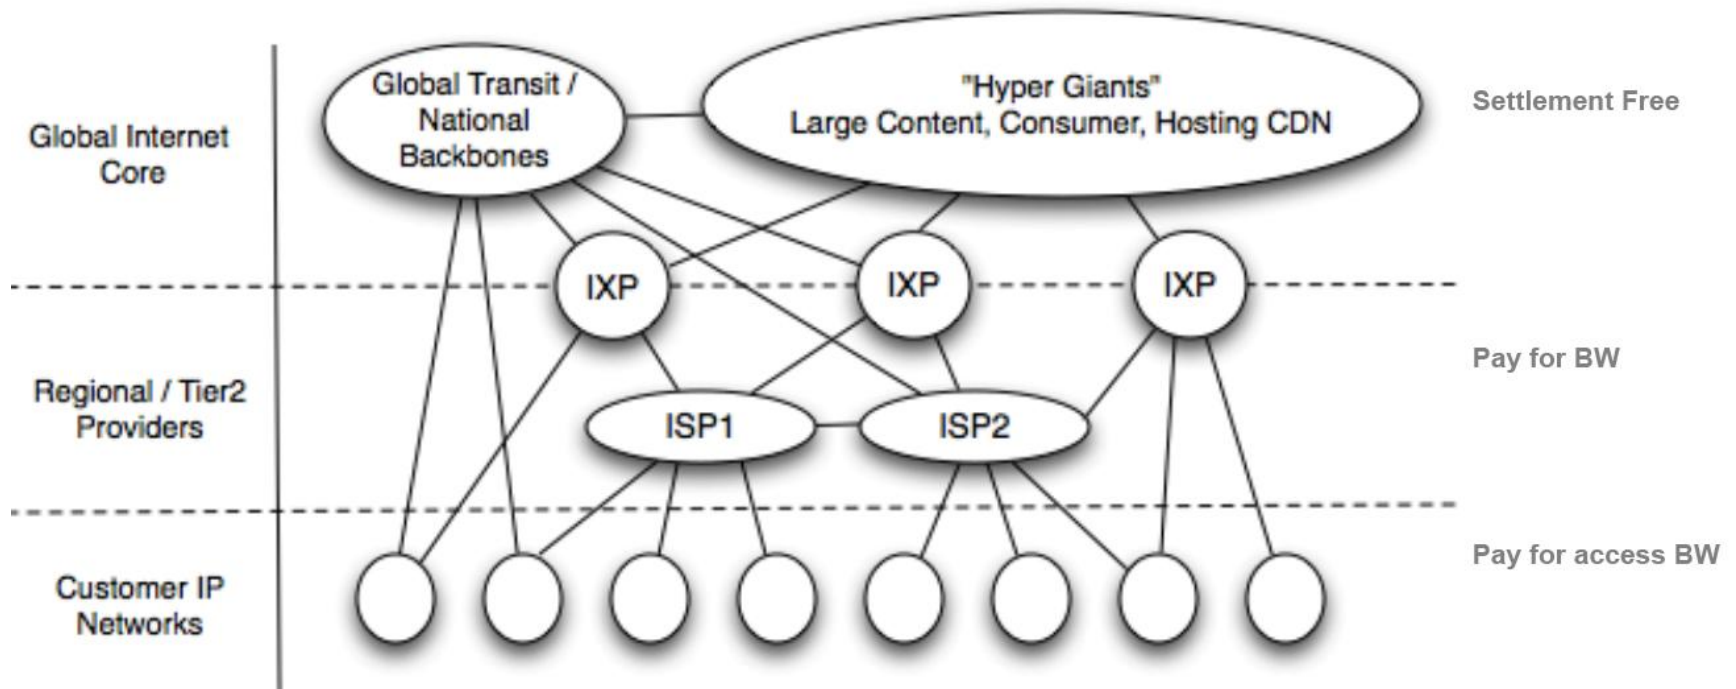 Global Transit /
National
Backbones
"Hyper Giants"
Large Content, Consumer, Hosting CDN
Settlement Free
Global Internet
Core
IXP
IXP
IXP
Pay for BW
Regional / Tier2
Providers
ISP1
ISP2
Pay for access BW
Customer IP
Networks